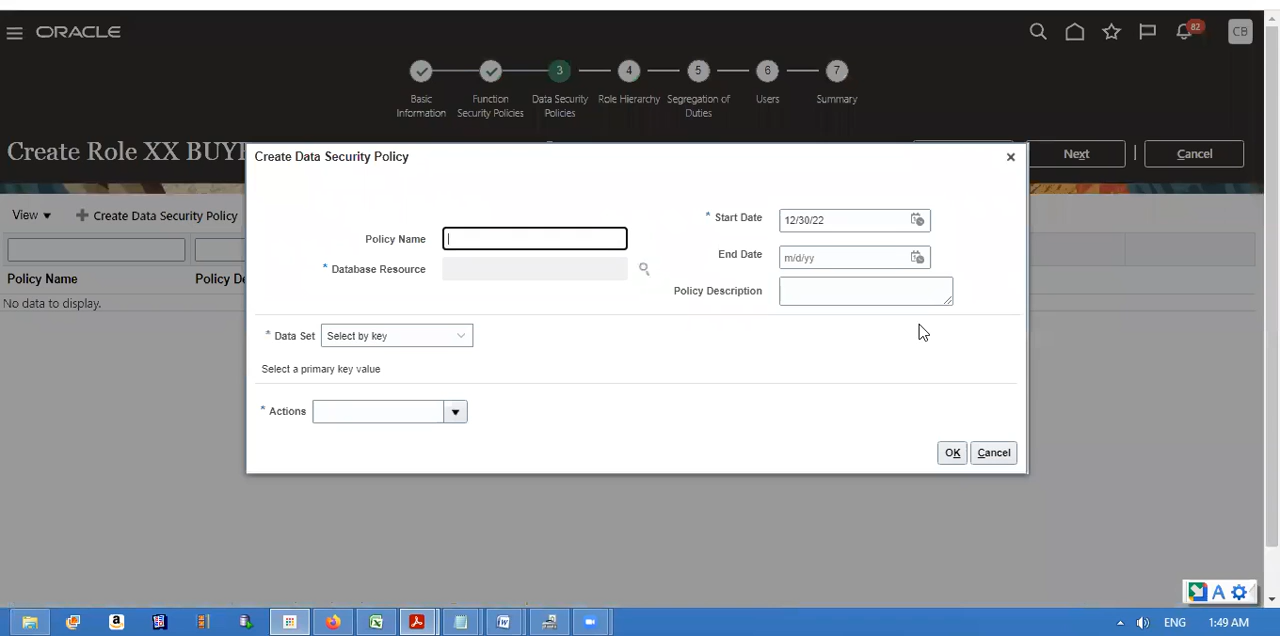 ORACLE
82
CB
3
4
5
6
7
Basic Information
Function Security Policies
Data Security Policies
Role Hierarchy
Segregation of Duties
Users
Summary
Create Role XX BUYE
Next
Cancel
View
Create Data Security Policy
Policy Name
Policy De
No data to display.
Create Data Security Policy
Policy Name
* Database Resource
* Start Date
12/30/22
End Date
m/d/yy
Policy Description
* Data Set
Select by key
Select a primary key value
* Actions
OK
Cancel
A
ENG
1:49 AM